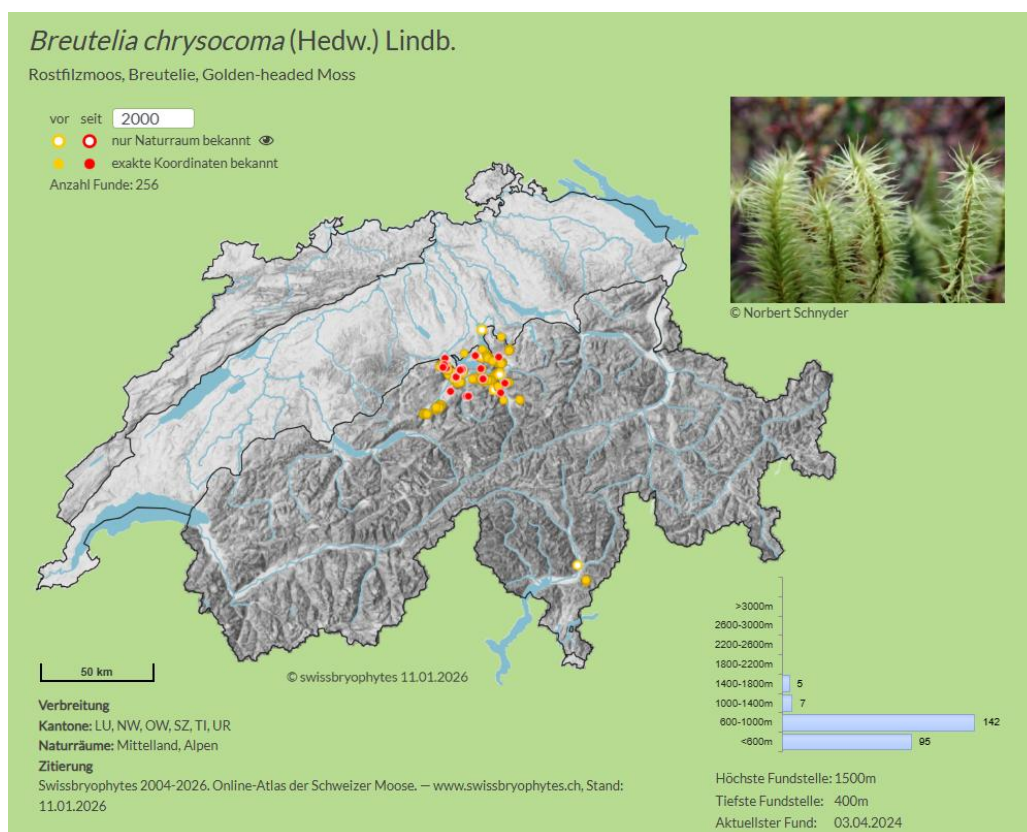 Breutelia chrysocoma (Hedw.) Lindb.
Rostfilzmoos, Breutelie, Golden-headed Moss
vor seit 2000
nur Naturraum bekannt
exakte Koordinaten bekannt
Anzahl Funde: 256
© Norbert Schnyder
50 km
© swissbryophytes 11.01.2026
>3000m
2600-3000m
2200-2600m
1800-2200m
1400-1800m 5
1000-1400m 7
600-1000m 142
<600m 95
Verbreitung
Kantone: LU, NW, OW, SZ, TI, UR
Naturräume: Mittelland, Alpen
Zitierung
Swissbryophytes 2004-2026. Online-Atlas der Schweizer Moose. — www.swissbryophytes.ch, Stand:
11.01.2026
Höchste Fundstelle: 1500m
Tiefste Fundstelle: 400m
Aktuellster Fund: 03.04.2024